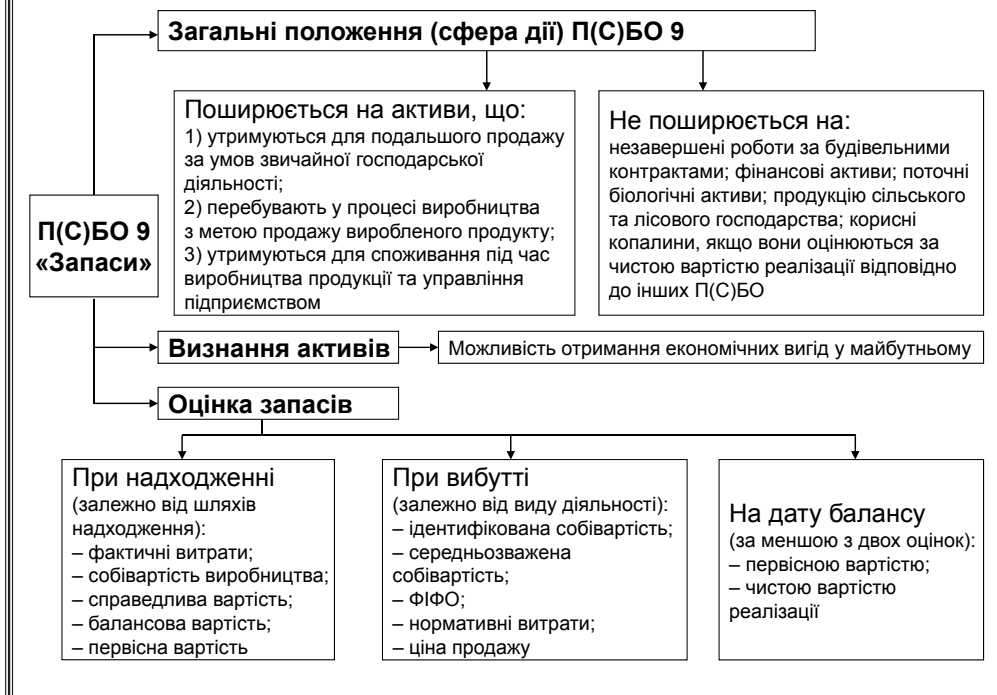 Загальні положення (сфера дії) П(С)БО 9
Поширюється на активи, що:
1) утримуються для подальшого продажу
за умов звичайної господарської
діяльності;
2) перебувають у процесі виробництва
з метою продажу виробленого продукту;
3) утримуються для споживання під час
виробництва продукції та управління
підприємством
Не поширюється на:
незавершені роботи за будівельними
контрактами; фінансові активи; поточні
біологічні активи; продукцію сільського
та лісового господарства; корисні
копалини, якщо вони оцінюються за
чистою вартістю реалізації відповідно
до інших П(С)БО
П(С)БО 9
«Запаси»
Визнання активів
Можливість отримання економічних вигід у майбутньому
Оцінка запасів
При надходженні
(залежно від шляхів
надходження):
– фактичні витрати;
– собівартість виробництва;
– справедлива вартість;
– балансова вартість;
– первісна вартість
При вибутті
(залежно від виду діяльності):
– ідентифікована собівартість;
– середньозважена
собівартість;
– ФІФО;
– нормативні витрати;
– ціна продажу
На дату балансу
(за меншою з двох оцінок):
– первісною вартістю;
– чистою вартістю
реалізації